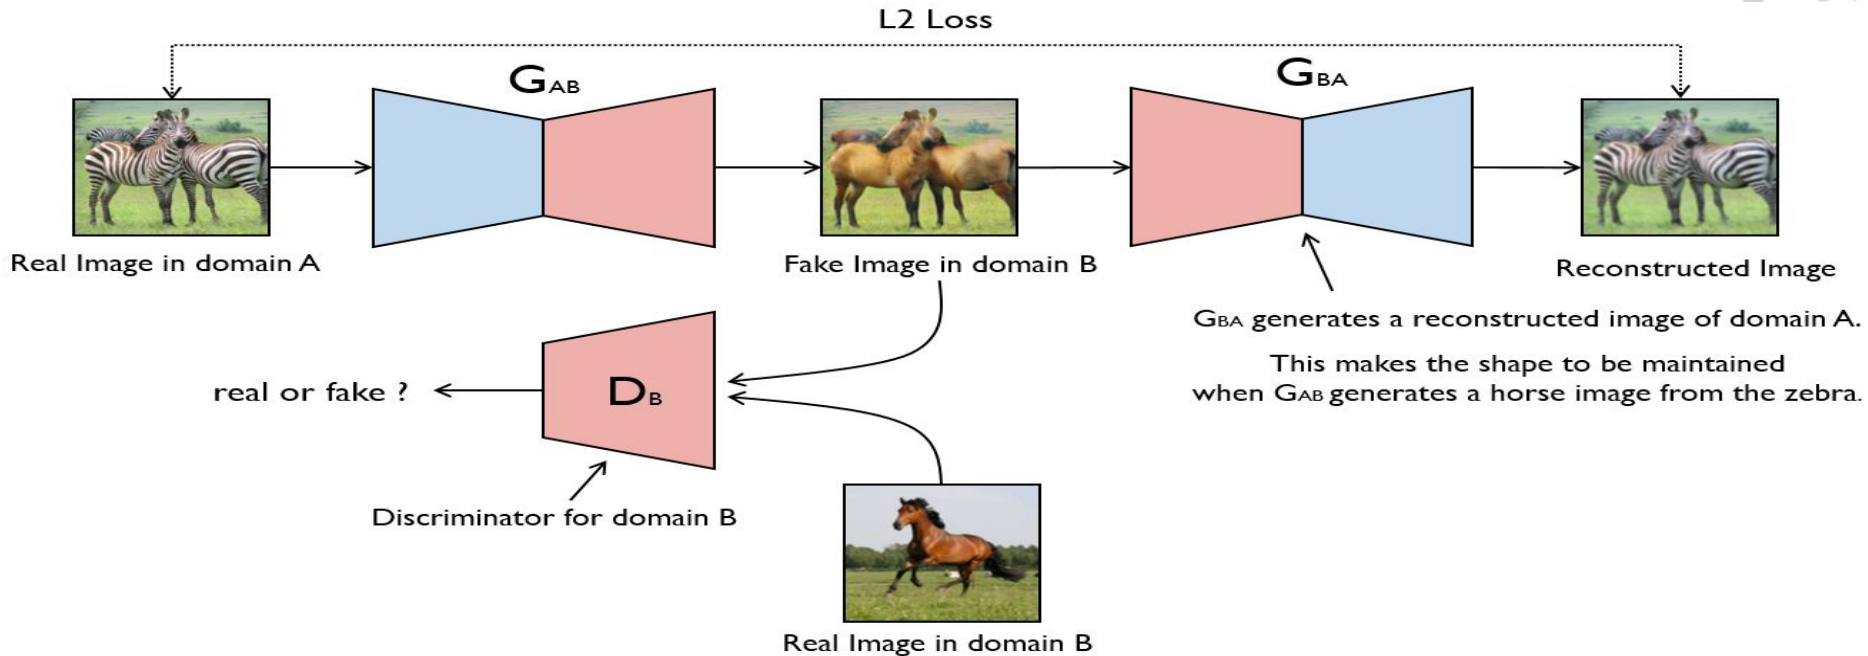 L2 Loss
GAB
GBA
Real Image in domain A
Fake Image in domain B
Reconstructed Image
GBA generates a reconstructed image of domain A.
This makes the shape to be maintained
when GAB generates a horse image from the zebra.
real or fake ?
DB
Discriminator for domain B
Real Image in domain B